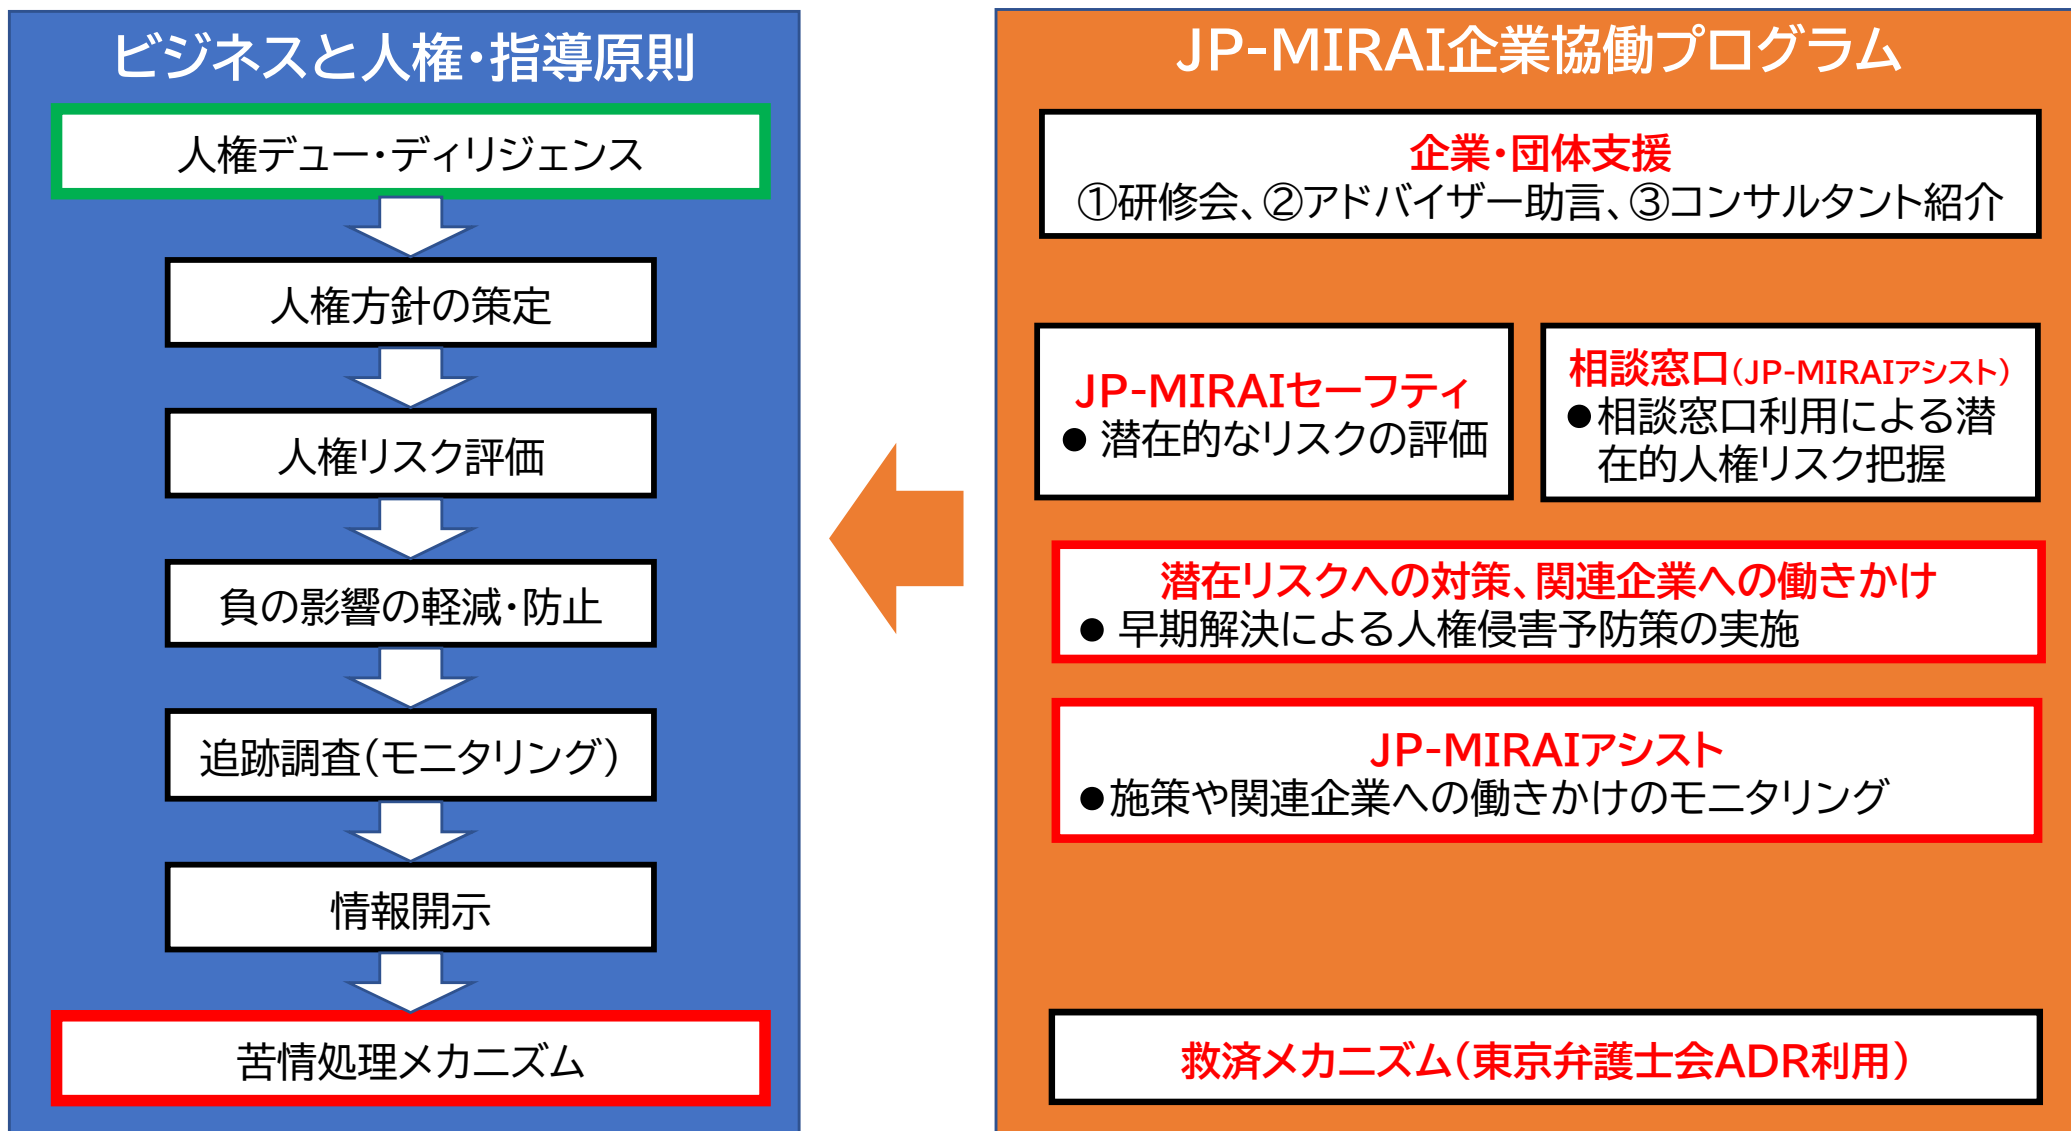 ビジネスと人権・指導原則
人権デュー・ディリジェンス
人権方針の策定
人権リスク評価
負の影響の軽減・防止
追跡調査(モニタリング)
情報開示
苦情処理メカニズム
JP-MIRAI企業協働プログラム
企業・団体支援
①研修会、②アドバイザー助言、③コンサルタント紹介
JP-MIRAIセーフティ
● 潜在的なリスクの評価
相談窓口(JP-MIRAIアシスト)
●相談窓口利用による潜
在的人権リスク把握
潜在リスクへの対策、関連企業への働きかけ
● 早期解決による人権侵害予防策の実施
JP-MIRAIアシスト
●施策や関連企業への働きかけのモニタリング
救済メカニズム(東京弁護士会ADR利用)